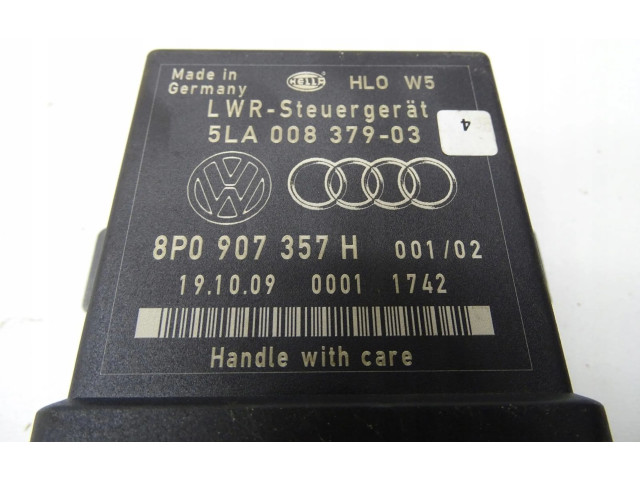 Made in
Germany
HELLA
HLO W5
LWR-Steuergerät
5LA 008 379-03
4
8P0 907 357 H 001/02
19.10.09 0001 1742
Handle with care